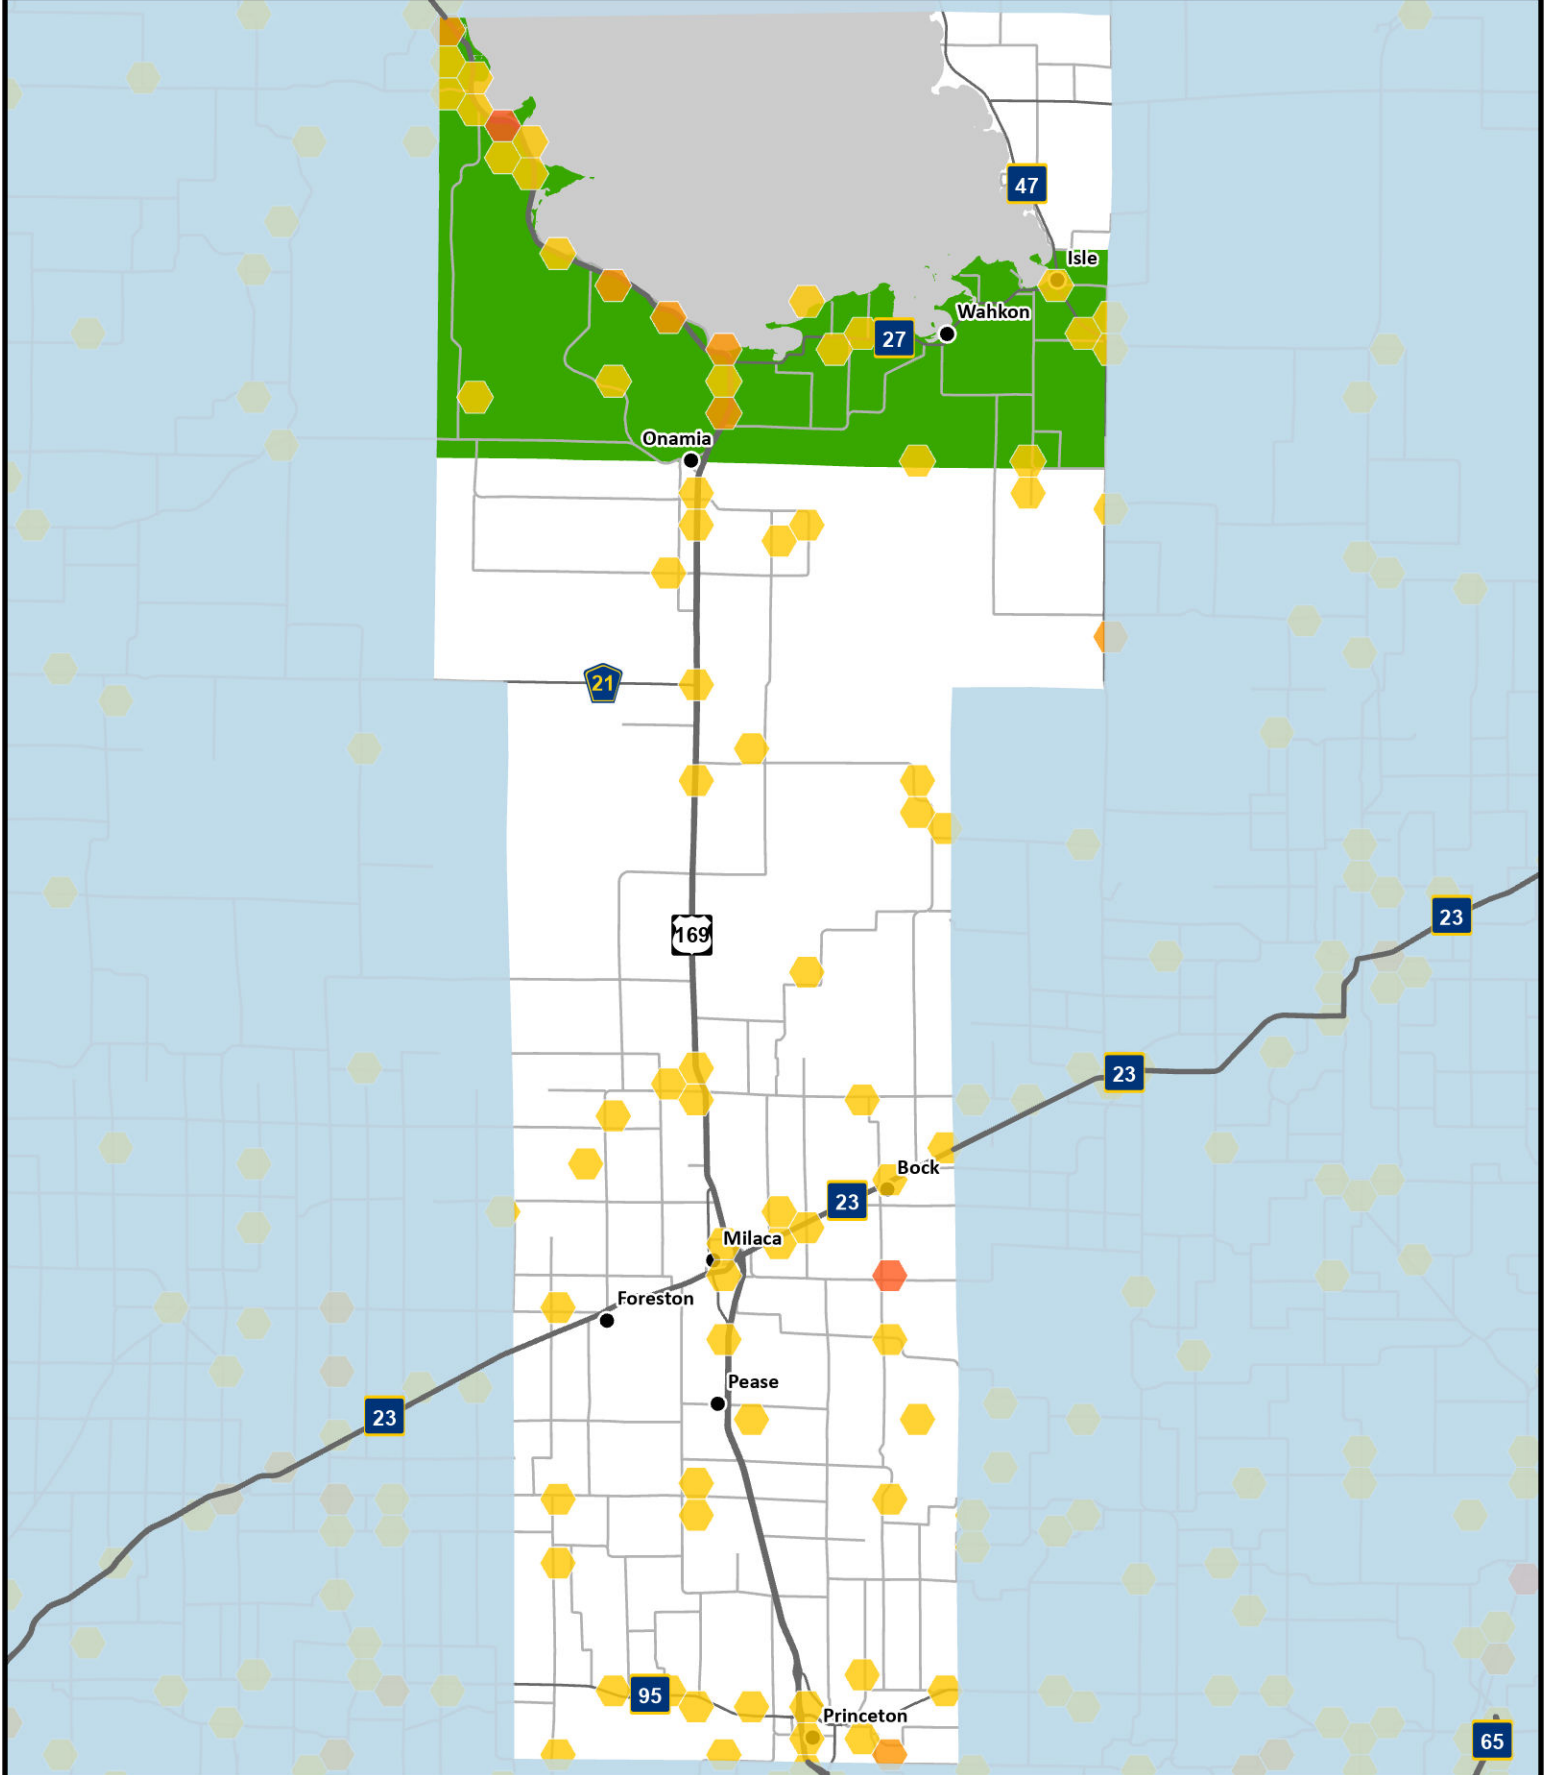 47
Isle
Wahkon
27
Onamia
21
169
23
23
Bock
23
Milaca
Foreston
Pease
23
95
Princeton
65